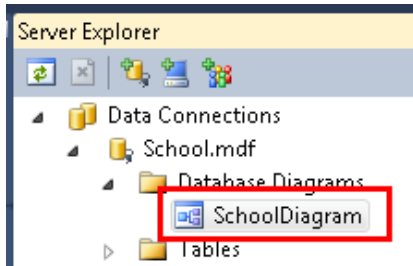 Server Explorer
Data Connections
School.mdf
Database Diagrams
SchoolDiagram
Tables